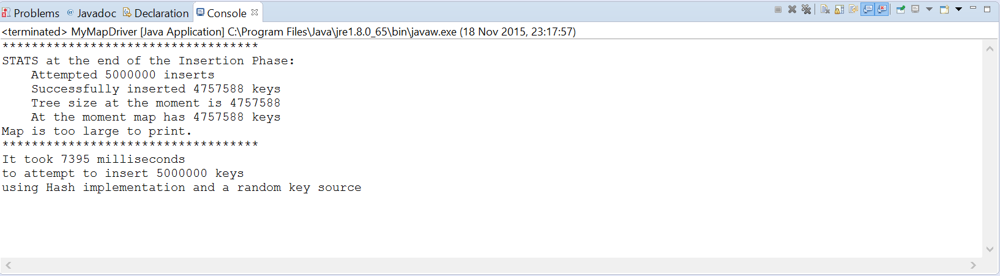 Problems @ Javadoc Declaration Console
<terminated> MyMapDriver [Java Application] C:\Program Files\Java\jre1.8.0_65\bin\javaw.exe (18 Nov 2015, 23:17:57)
***********************************
STATS at the end of the Insertion Phase:
    Attempted 5000000 inserts
    Successfully inserted 4757588 keys
    Tree size at the moment is 4757588
    At the moment map has 4757588 keys
Map is too large to print.
***********************************
It took 7395 milliseconds
to attempt to insert 5000000 keys
using Hash implementation and a random key source